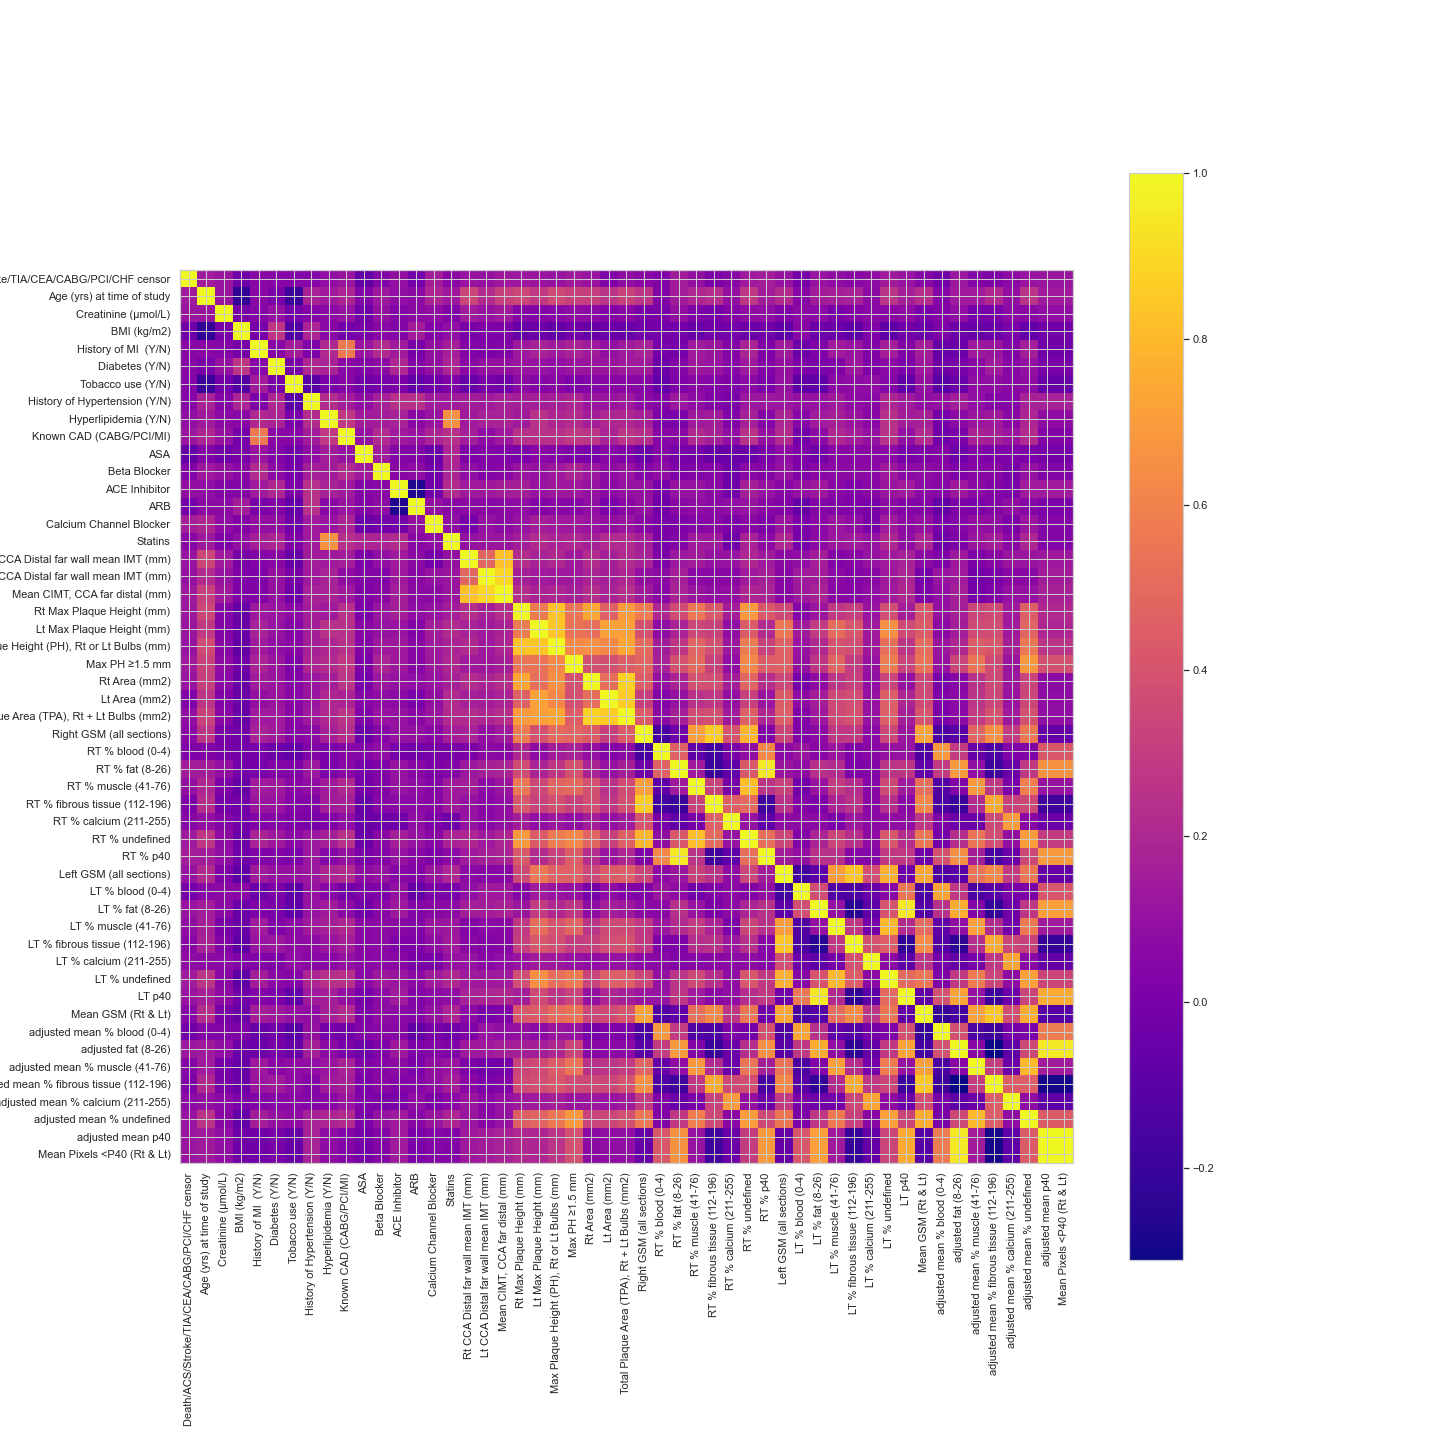 ke/TIA/CEA/CABG/PCI/CHF censor
Age (yrs) at time of study
Creatinine (μmol/L)
BMI (kg/m2)
History of MI  (Y/N)
Diabetes (Y/N)
Tobacco use (Y/N)
History of Hypertension (Y/N)
Hyperlipidemia (Y/N)
Known CAD (CABG/PCI/MI)
ASA
Beta Blocker
ACE Inhibitor
ARB
Calcium Channel Blocker
Statins
CCA Distal far wall mean IMT (mm)
CCA Distal far wall mean IMT (mm)
Mean CIMT, CCA far distal (mm)
Rt Max Plaque Height (mm)
Lt Max Plaque Height (mm)
ue Height (PH), Rt or Lt Bulbs (mm)
Max PH ≥1.5 mm
Rt Area (mm2)
Lt Area (mm2)
ue Area (TPA), Rt + Lt Bulbs (mm2)
Right GSM (all sections)
RT % blood (0-4)
RT % fat (8-26)
RT % muscle (41-76)
RT % fibrous tissue (112-196)
RT % calcium (211-255)
RT % undefined
RT % p40
Left GSM (all sections)
LT % blood (0-4)
LT % fat (8-26)
LT % muscle (41-76)
LT % fibrous tissue (112-196)
LT % calcium (211-255)
LT % undefined
LT p40
Mean GSM (Rt & Lt)
adjusted mean % blood (0-4)
adjusted fat (8-26)
adjusted mean % muscle (41-76)
ed mean % fibrous tissue (112-196)
adjusted mean % calcium (211-255)
adjusted mean % undefined
adjusted mean p40
Mean Pixels <P40 (Rt & Lt)
Death/ACS/Stroke/TIA/CEA/CABG/PCI/CHF censor
Age (yrs) at time of study
Creatinine (μmol/L)
BMI (kg/m2)
History of MI  (Y/N)
Diabetes (Y/N)
Tobacco use (Y/N)
History of Hypertension (Y/N)
Hyperlipidemia (Y/N)
Known CAD (CABG/PCI/MI)
ASA
Beta Blocker
ACE Inhibitor
ARB
Calcium Channel Blocker
Statins
Rt CCA Distal far wall mean IMT (mm)
Lt CCA Distal far wall mean IMT (mm)
Mean CIMT, CCA far distal (mm)
Rt Max Plaque Height (mm)
Lt Max Plaque Height (mm)
Max Plaque Height (PH), Rt or Lt Bulbs (mm)
Max PH ≥1.5 mm
Rt Area (mm2)
Lt Area (mm2)
Total Plaque Area (TPA), Rt + Lt Bulbs (mm2)
Right GSM (all sections)
RT % blood (0-4)
RT % fat (8-26)
RT % muscle (41-76)
RT % fibrous tissue (112-196)
RT % calcium (211-255)
RT % undefined
RT % p40
Left GSM (all sections)
LT % blood (0-4)
LT % fat (8-26)
LT % muscle (41-76)
LT % fibrous tissue (112-196)
LT % calcium (211-255)
LT % undefined
LT p40
Mean GSM (Rt & Lt)
adjusted mean % blood (0-4)
adjusted fat (8-26)
adjusted mean % muscle (41-76)
adjusted mean % fibrous tissue (112-196)
adjusted mean % calcium (211-255)
adjusted mean % undefined
adjusted mean p40
Mean Pixels <P40 (Rt & Lt)
1.0
0.8
0.6
0.4
0.2
0.0
−0.2